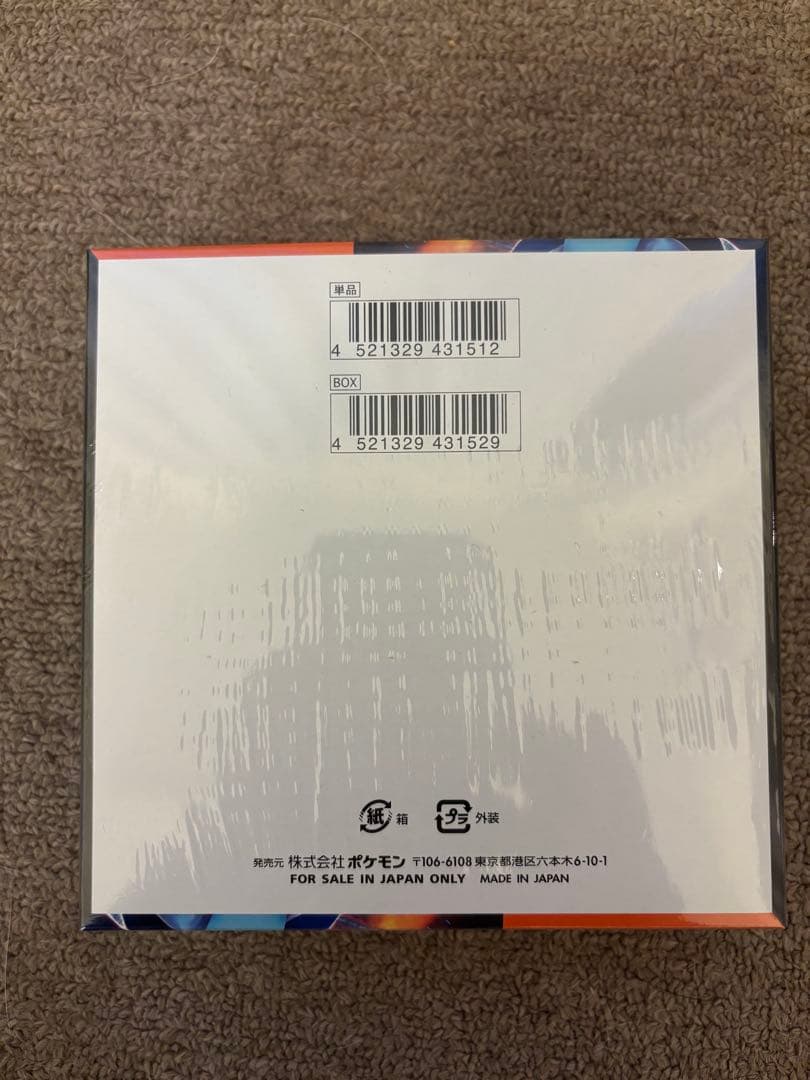 単品
4 521329 431512
BOX
4 521329 431529
紙 箱 プラ 外装
発売元 株式会社 ポケモン 〒106-6108 東京都港区六本木6-10-1
FOR SALE IN JAPAN ONLY MADE IN JAPAN